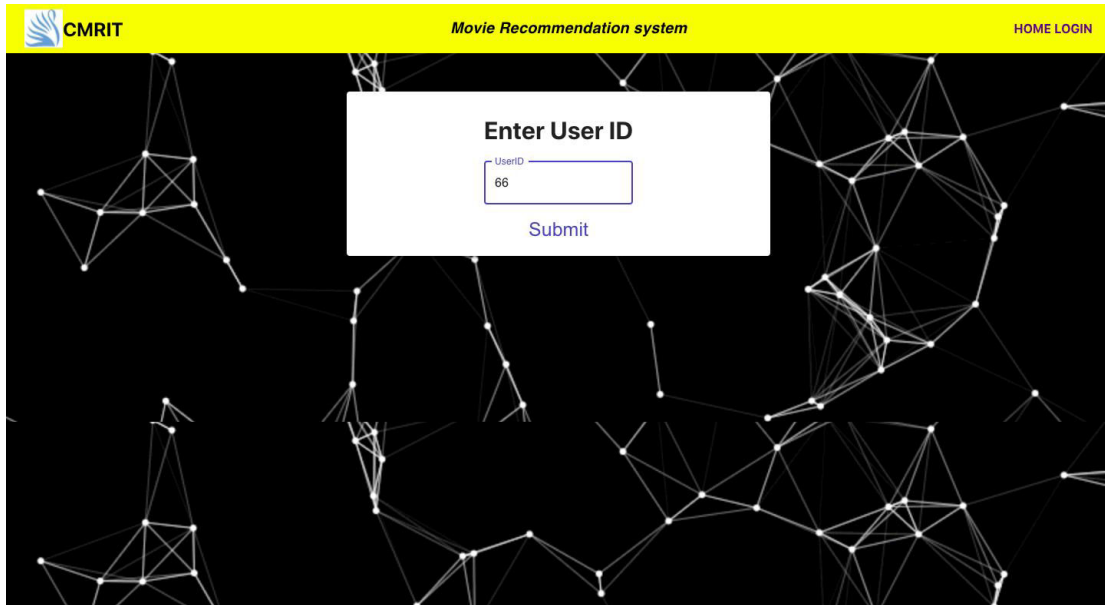 CMRIT
Movie Recommendation system
HOME LOGIN
Enter User ID
UserID
66
Submit